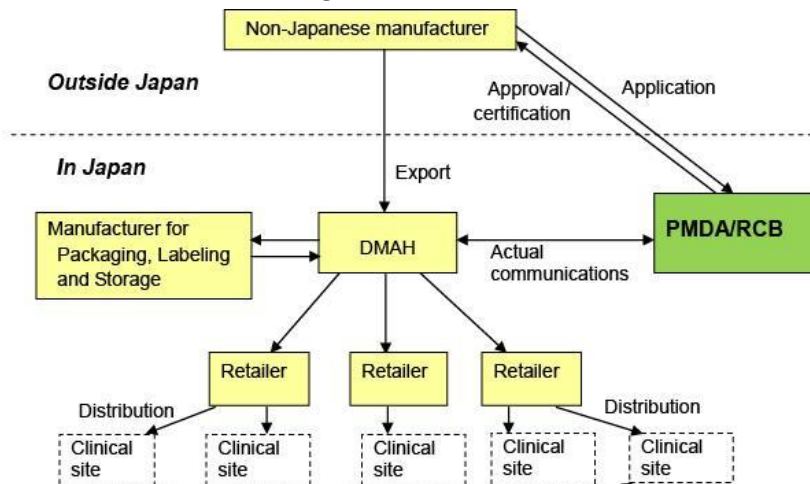 Non-Japanese manufacturer
Outside Japan
Approval/
certification
Application
In Japan
Export
Manufacturer for
Packaging, Labeling
and Storage
DMAH
Actual
communications
PMDA/RCB
Retailer
Retailer
Retailer
Distribution
Distribution
Clinical
site
Clinical
site
Clinical
site
Clinical
site
Clinical
site